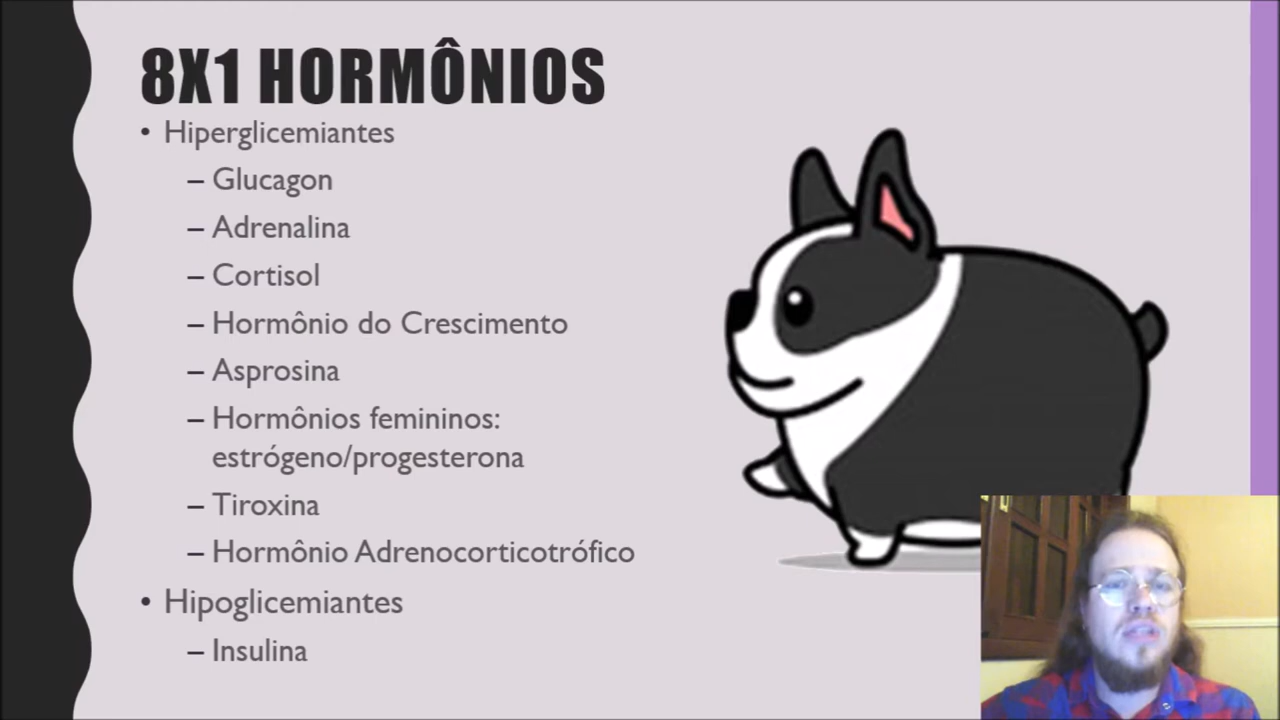 8X1 HORMÔNIOS
• Hiperglicemiantes
– Glucagon
– Adrenalina
– Cortisol
– Hormônio do Crescimento
– Asprosina
– Hormônios femininos:
estrógeno/progesterona
– Tiroxina
– Hormônio Adrenocorticotrófico
• Hipoglicemiantes
– Insulina